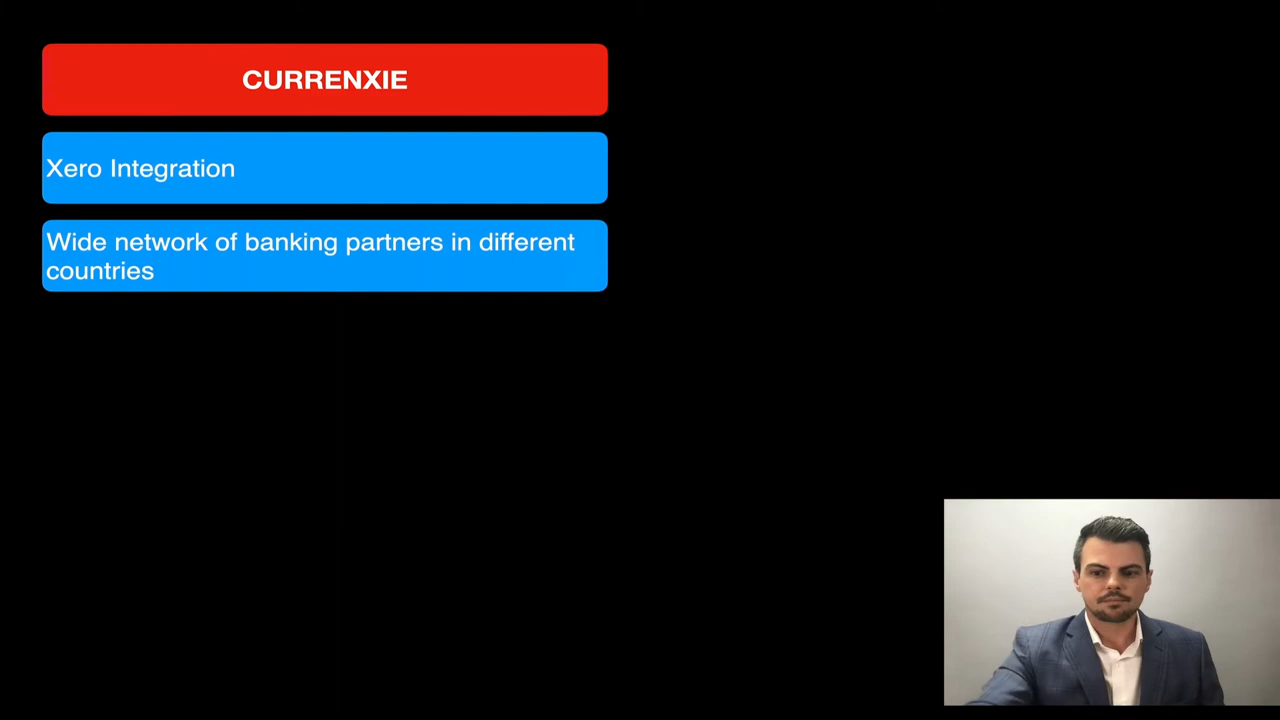 CURRENXIE
Xero Integration
Wide network of banking partners in different
countries